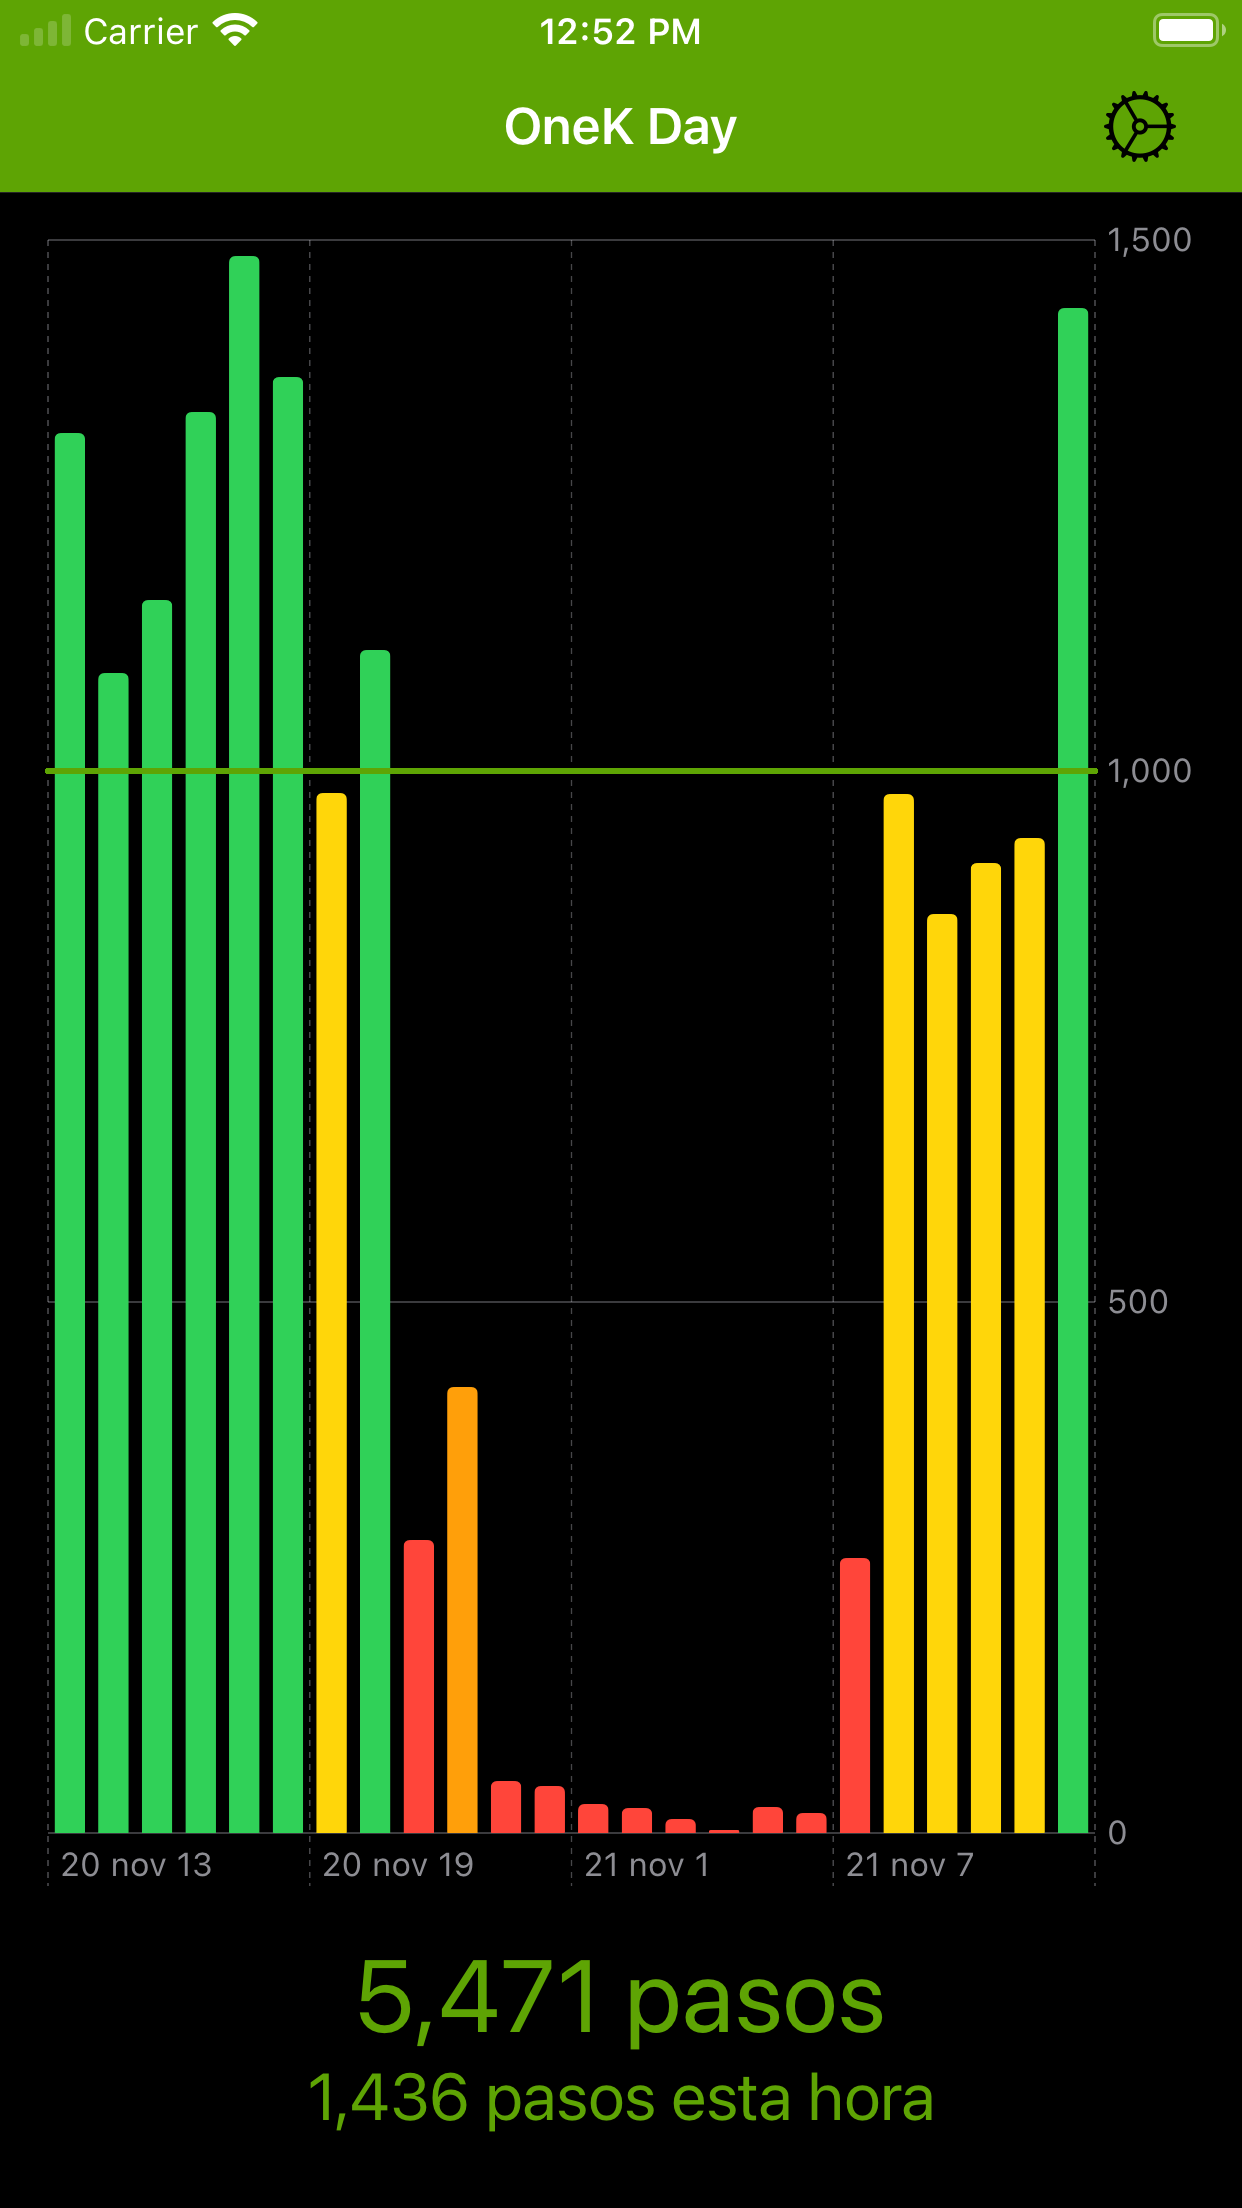 Carrier 12:52 PM
OneK Day
1,500
1,000
500
0
20 nov 13 20 nov 19 21 nov 1 21 nov 7
5,471 pasos
1,436 pasos esta hora